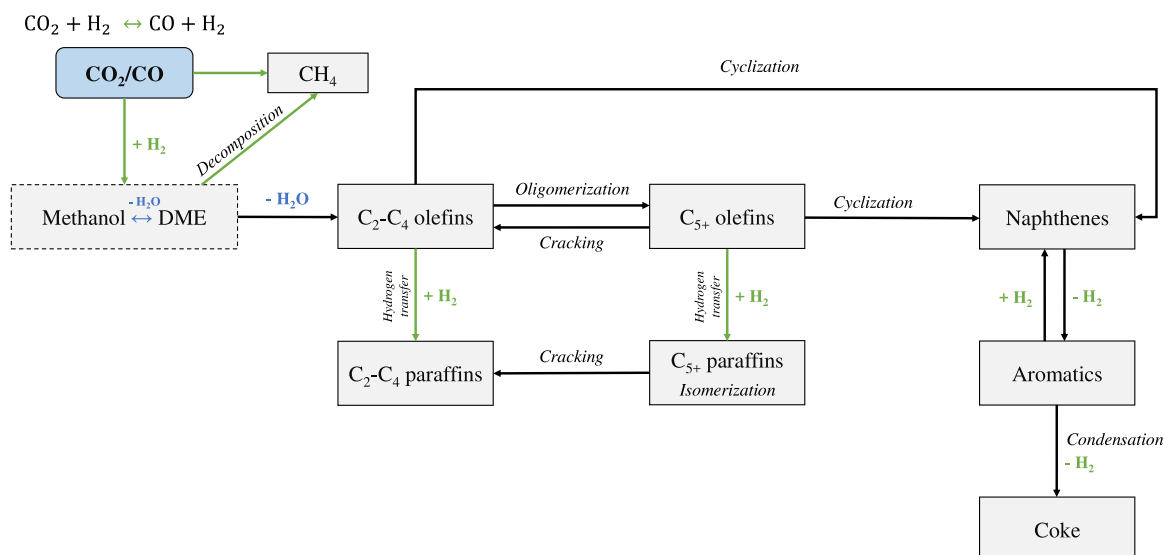 CO₂ + H₂ ↔ CO + H₂
CO₂/CO
CH₄
Cyclization
+ H₂
Decomposition
- H₂O
Methanol ↔ DME
- H₂O
C₂-C₄ olefins
Oligomerization
Cracking
C₅₊ olefins
Cyclization
Naphthenes
Hydrogen
transfer
+ H₂
Hydrogen
transfer
+ H₂
+ H₂
- H₂
C₂-C₄ paraffins
Cracking
C₅₊ paraffins
Isomerization
Aromatics
Condensation
- H₂
Coke